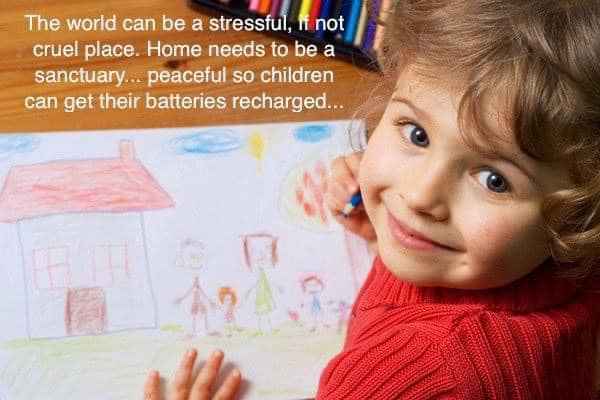 The world can be a stressful, if not
cruel place. Home needs to be a
sanctuary... peaceful so children
can get their batteries recharged...